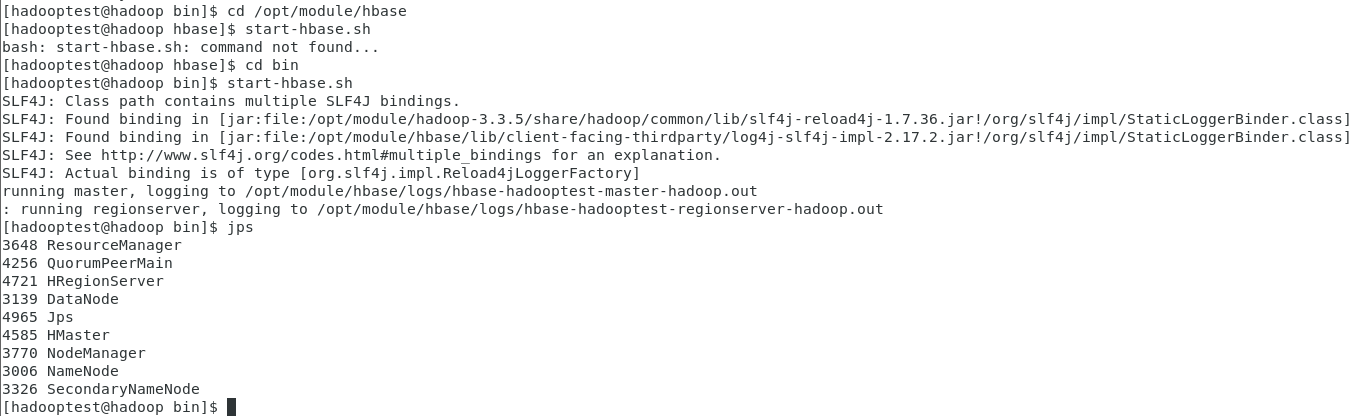 [hadooptest@hadoop bin]$ cd /opt/module/hbase
[hadooptest@hadoop hbase]$ start-hbase.sh
bash: start-hbase.sh: command not found...
[hadooptest@hadoop hbase]$ cd bin
[hadooptest@hadoop bin]$ start-hbase.sh
SLF4J: Class path contains multiple SLF4J bindings.
SLF4J: Found binding in [jar:file:/opt/module/hadoop-3.3.5/share/hadoop/common/lib/slf4j-reload4j-1.7.36.jar!/org/slf4j/impl/StaticLoggerBinder.class]
SLF4J: Found binding in [jar:file:/opt/module/hbase/lib/client-facing-thirdparty/log4j-slf4j-impl-2.17.2.jar!/org/slf4j/impl/StaticLoggerBinder.class]
SLF4J: See http://www.slf4j.org/codes.html#multiple_bindings for an explanation.
SLF4J: Actual binding is of type [org.slf4j.impl.Reload4jLoggerFactory]
running master, logging to /opt/module/hbase/logs/hbase-hadooptest-master-hadoop.out
: running regionserver, logging to /opt/module/hbase/logs/hbase-hadooptest-regionserver-hadoop.out
[hadooptest@hadoop bin]$ jps
3648 ResourceManager
4256 QuorumPeerMain
4721 HRegionServer
3139 DataNode
4965 Jps
4585 HMaster
3770 NodeManager
3006 NameNode
3326 SecondaryNameNode
[hadooptest@hadoop bin]$